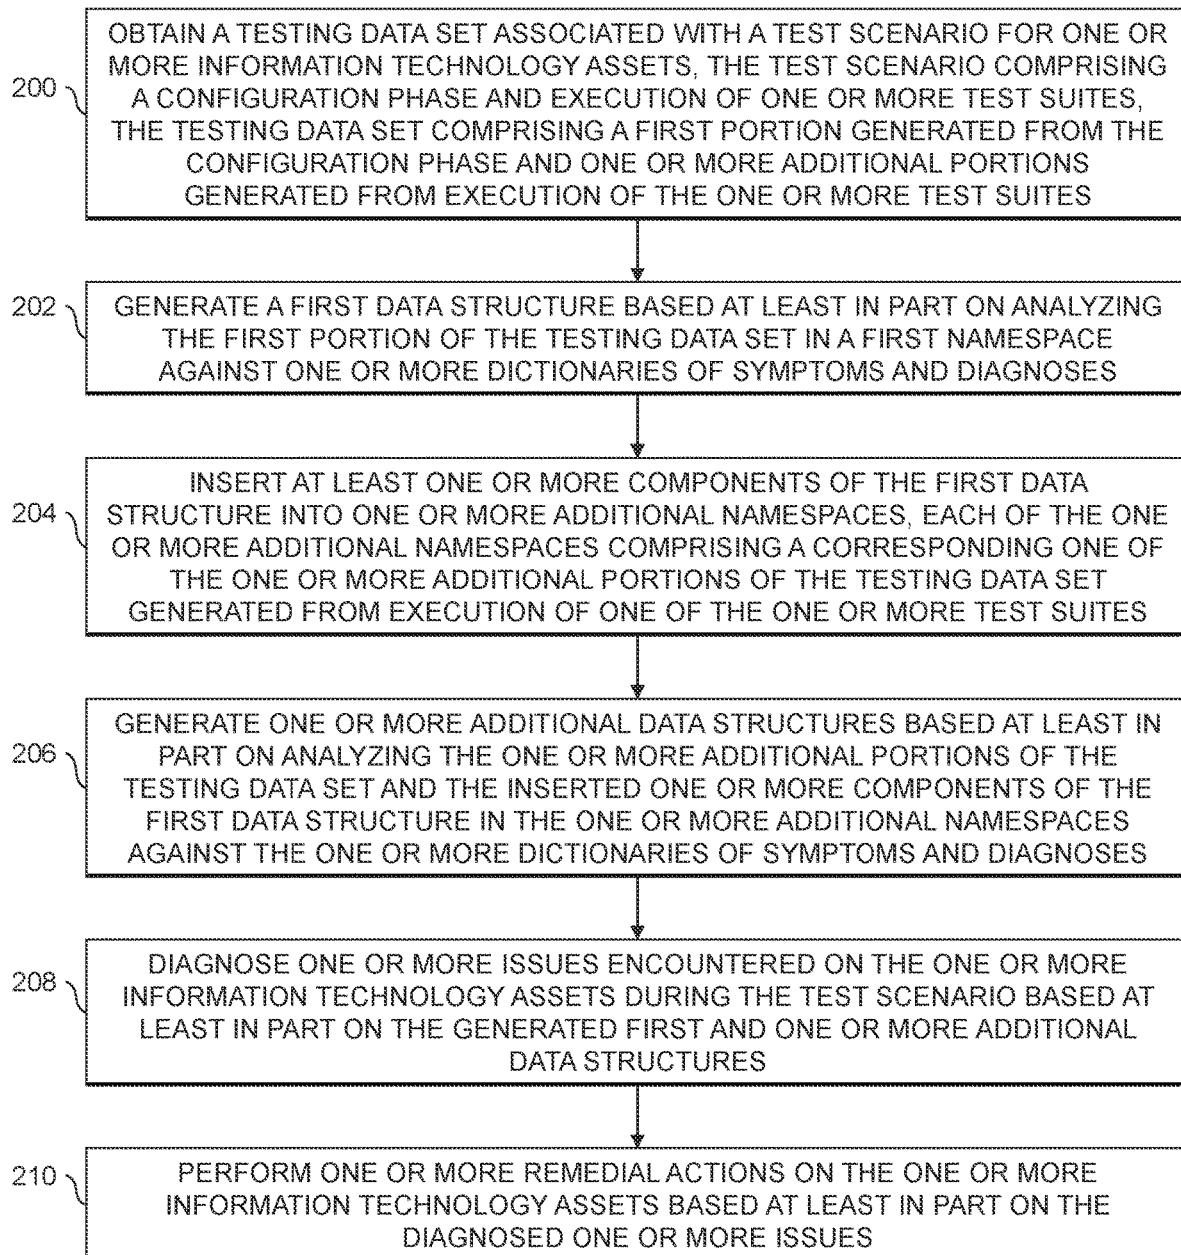 OBTAIN A TESTING DATA SET ASSOCIATED WITH A TEST SCENARIO FOR ONE OR
MORE INFORMATION TECHNOLOGY ASSETS, THE TEST SCENARIO COMPRISING
200
A CONFIGURATION PHASE AND EXECUTION OF ONE OR MORE TEST SUITES,
THE TESTING DATA SET COMPRISING A FIRST PORTION GENERATED FROM THE
CONFIGURATION PHASE AND ONE OR MORE ADDITIONAL PORTIONS
GENERATED FROM EXECUTION OF THE ONE OR MORE TEST SUITES
202
GENERATE A FIRST DATA STRUCTURE BASED AT LEAST IN PART ON ANALYZING
THE FIRST PORTION OF THE TESTING DATA SET IN A FIRST NAMESPACE
AGAINST ONE OR MORE DICTIONARIES OF SYMPTOMS AND DIAGNOSES
INSERT AT LEAST ONE OR MORE COMPONENTS OF THE FIRST DATA
204
STRUCTURE INTO ONE OR MORE ADDITIONAL NAMESPACES, EACH OF THE ONE
OR MORE ADDITIONAL NAMESPACES COMPRISING A CORRESPONDING ONE OF
THE ONE OR MORE ADDITIONAL PORTIONS OF THE TESTING DATA SET
GENERATED FROM EXECUTION OF ONE OF THE ONE OR MORE TEST SUITES
GENERATE ONE OR MORE ADDITIONAL DATA STRUCTURES BASED AT LEAST IN
206
PART ON ANALYZING THE ONE OR MORE ADDITIONAL PORTIONS OF THE
TESTING DATA SET AND THE INSERTED ONE OR MORE COMPONENTS OF THE
FIRST DATA STRUCTURE IN THE ONE OR MORE ADDITIONAL NAMESPACES
AGAINST THE ONE OR MORE DICTIONARIES OF SYMPTOMS AND DIAGNOSES
DIAGNOSE ONE OR MORE ISSUES ENCOUNTERED ON THE ONE OR MORE
208
INFORMATION TECHNOLOGY ASSETS DURING THE TEST SCENARIO BASED AT
LEAST IN PART ON THE GENERATED FIRST AND ONE OR MORE ADDITIONAL
DATA STRUCTURES
210
PERFORM ONE OR MORE REMEDIAL ACTIONS ON THE ONE OR MORE
INFORMATION TECHNOLOGY ASSETS BASED AT LEAST IN PART ON THE
DIAGNOSED ONE OR MORE ISSUES